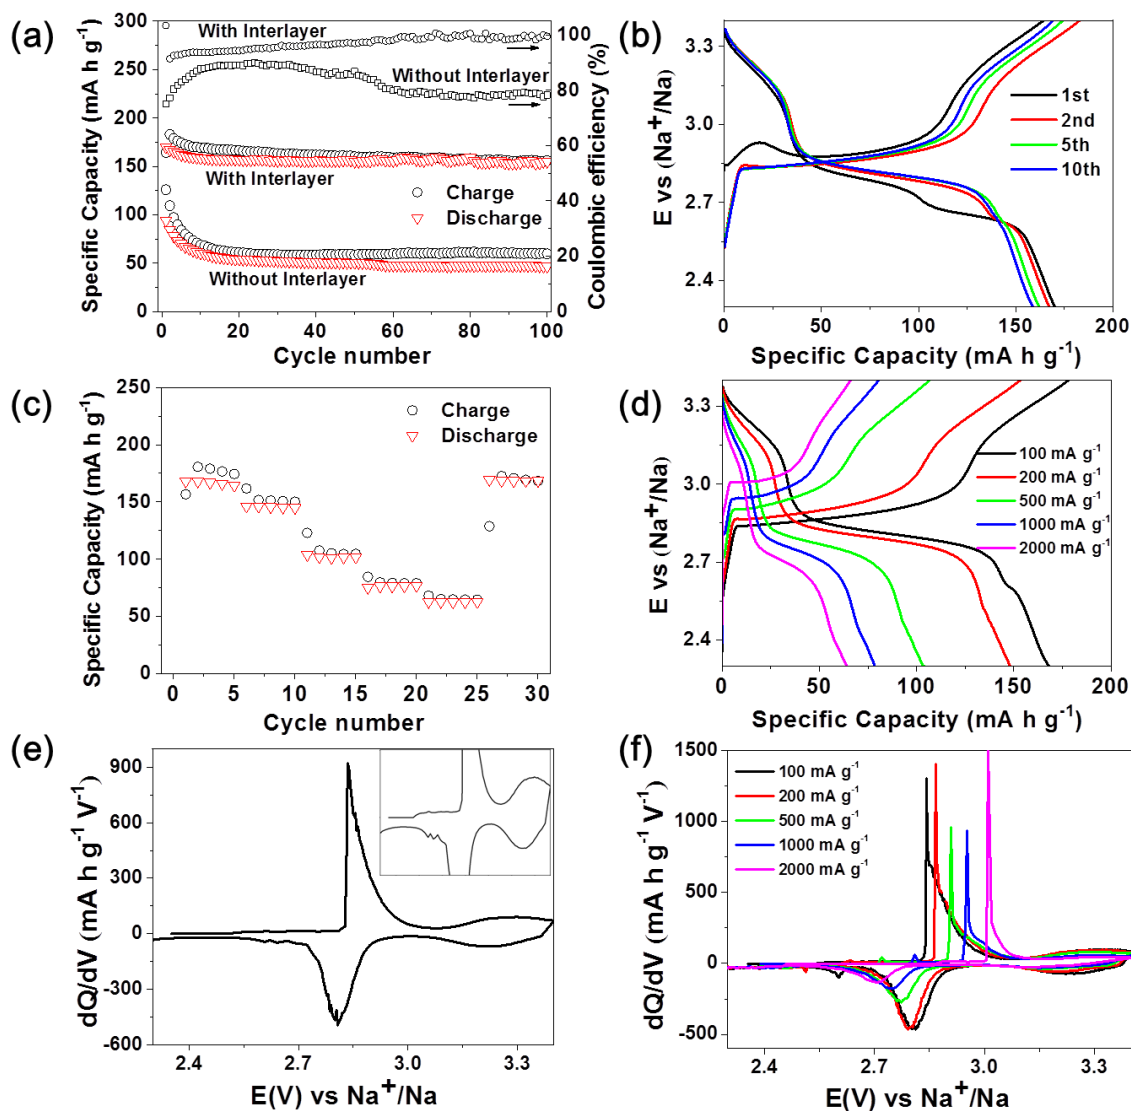 (a)
300
250
200
150
100
50
0
Specific Capacity (mA h g-1)
With Interlayer
Without Interlayer
With Interlayer
Charge
Discharge
Without Interlayer
100
80
60
40
20
0
Coulombic efficiency (%)
0 20 40 60 80 100
Cycle number
(b)
3.3
3.0
2.7
2.4
E vs (Na+/Na)
1st
2nd
5th
10th
0 50 100 150 200
Specific Capacity (mA h g-1)
(c)
250
200
150
100
50
0
Specific Capacity (mA h g-1)
Charge
Discharge
0 5 10 15 20 25 30
Cycle number
(d)
3.3
3.0
2.7
2.4
E vs (Na+/Na)
100 mA g-1
200 mA g-1
500 mA g-1
1000 mA g-1
2000 mA g-1
0 50 100 150 200
Specific Capacity (mA h g-1)
(e)
900
600
300
0
-300
-600
dQ/dV (mA h g-1 V-1)
2.4 2.7 3.0 3.3
E(V) vs Na+/Na
(f)
1500
1000
500
0
-500
dQ/dV (mA h g-1 V-1)
100 mA g-1
200 mA g-1
500 mA g-1
1000 mA g-1
2000 mA g-1
2.4 2.7 3.0 3.3
E(V) vs Na+/Na